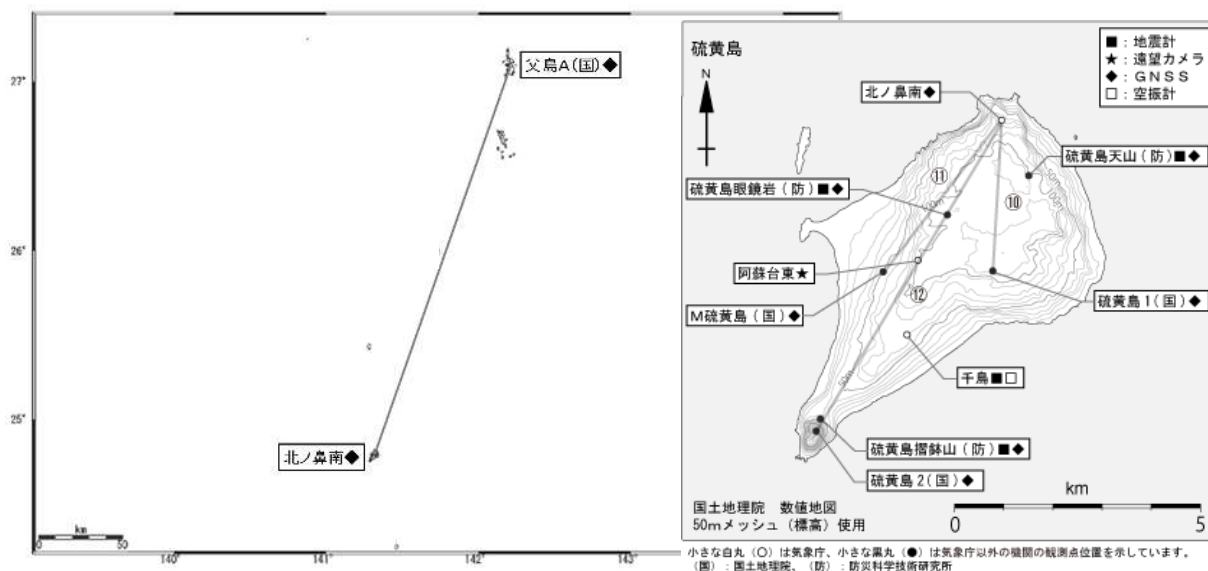 27°
26°
25°
25°
140°
141°
142°
143°
km
0
50
父島A(国)◆
北ノ鼻南◆
硫黄島
N
■：地震計
★：遠望カメラ
◆：ＧＮＳＳ
□：空振計
北ノ鼻南◆
硫黄島天山(防)■◆
⑪
硫黄島眼鏡岩(防)■◆
⑩
100m
50m
100m
阿蘇台東★
⑫
M硫黄島(国)◆
硫黄島1(国)◆
50m
千鳥■□
硫黄島摺鉢山(防)■◆
硫黄島2(国)◆
km
0
5
国土地理院　数値地図
50mメッシュ（標高）使用
小さな白丸（○）は気象庁、小さな黒丸（●）は気象庁以外の機関の観測点位置を示しています。
（国）：国土地理院、（防）：防災科学技術研究所